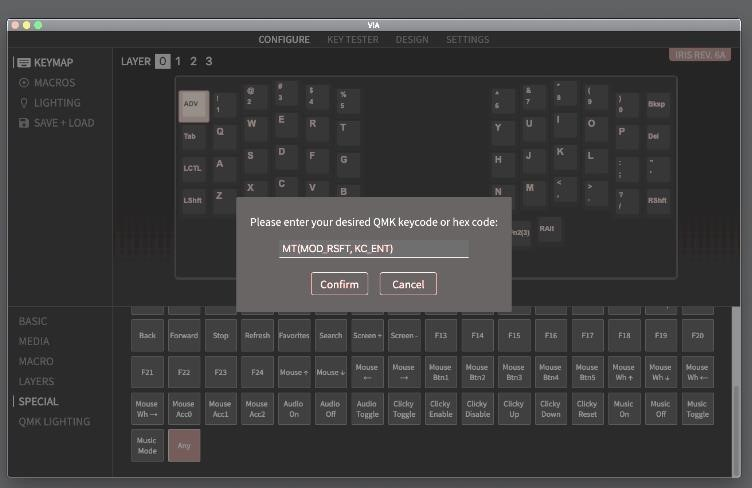 VIA
CONFIGURE KEY TESTER DESIGN SETTINGS
KEYMAP
MACROS
LIGHTING
SAVE + LOAD
LAYER 0 1 2 3
IRIS REV. 6A
ADV ! 1 @ 2 # 3 $ 4 % 5 ^ 6 & 7 * 8 ( 9 ) 0 Bksp
Tab Q W E R T Y U I O P Del
LCTL A S D F G H J K L : ; " '
LShft Z X C V B N M < , > . ? / RShft
RAlt
Please enter your desired QMK keycode or hex code:
MT(MOD_RSFT, KC_ENT)
Confirm Cancel
BASIC
MEDIA
MACRO
LAYERS
SPECIAL
QMK LIGHTING
Back Forward Stop Refresh Favorites Search Screen + Screen - F13 F14 F15 F16 F17 F18 F19 F20
F21 F22 F23 F24 Mouse ↑ Mouse ↓ Mouse ← Mouse → Mouse Btn1 Mouse Btn2 Mouse Btn3 Mouse Btn4 Mouse Btn5 Mouse Wh ↑ Mouse Wh ↓ Mouse Wh ←
Mouse Wh → Mouse Acc0 Mouse Acc1 Mouse Acc2 Audio On Audio Off Audio Toggle Clicky Toggle Clicky Enable Clicky Disable Clicky Up Clicky Down Clicky Reset Music On Music Off Music Toggle
Music Mode Any